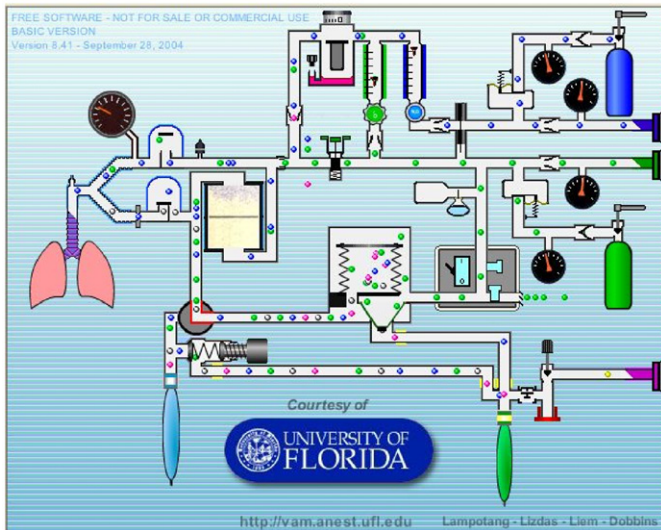 FREE SOFTWARE - NOT FOR SALE OR COMMERCIAL USE
BASIC VERSION
Version 8.41 - September 28, 2004
Courtesy of
UNIVERSITY OF
FLORIDA
http://vam.anest.ufl.edu Lampotang - Lizdas - Liem - Dobbins